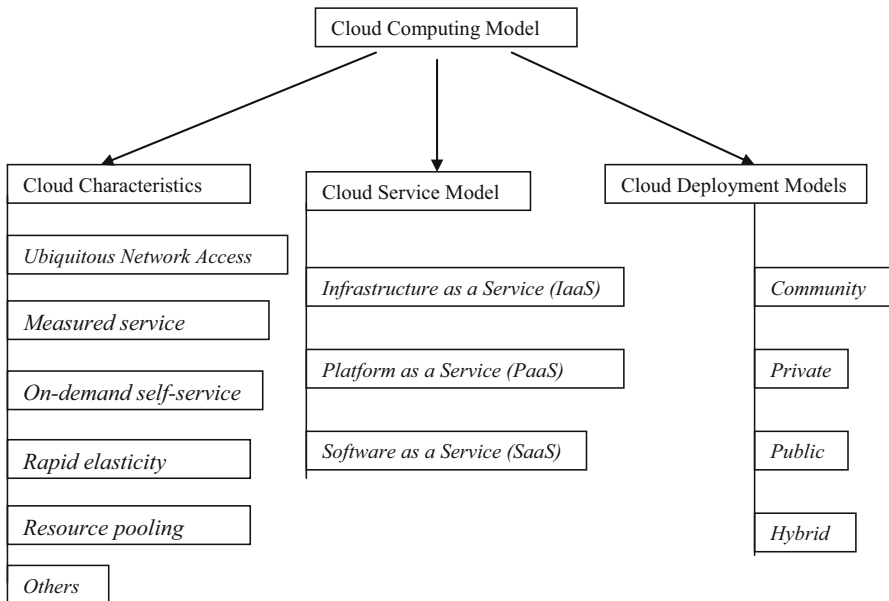 Cloud Computing Model
Cloud Characteristics
Ubiquitous Network Access
Measured service
On-demand self-service
Rapid elasticity
Resource pooling
Others
Cloud Service Model
Infrastructure as a Service (IaaS)
Platform as a Service (PaaS)
Software as a Service (SaaS)
Cloud Deployment Models
Community
Private
Public
Hybrid